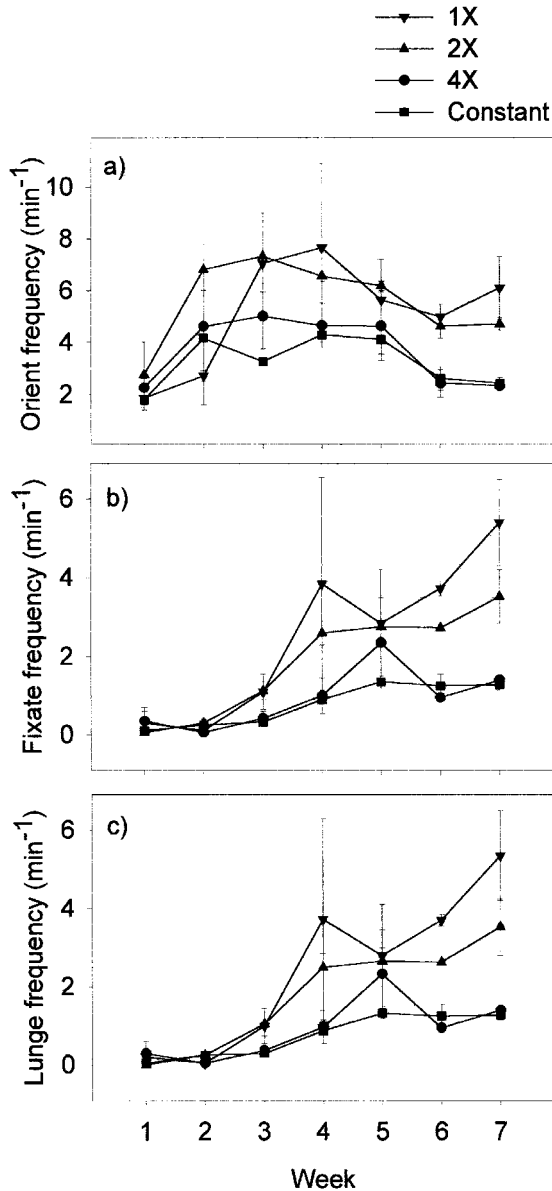 1X
2X
4X
Constant
a)
Orient frequency (min⁻¹)
10
8
6
4
2
b)
Fixate frequency (min⁻¹)
6
4
2
0
c)
Lunge frequency (min⁻¹)
6
4
2
0
1 2 3 4 5 6 7
Week